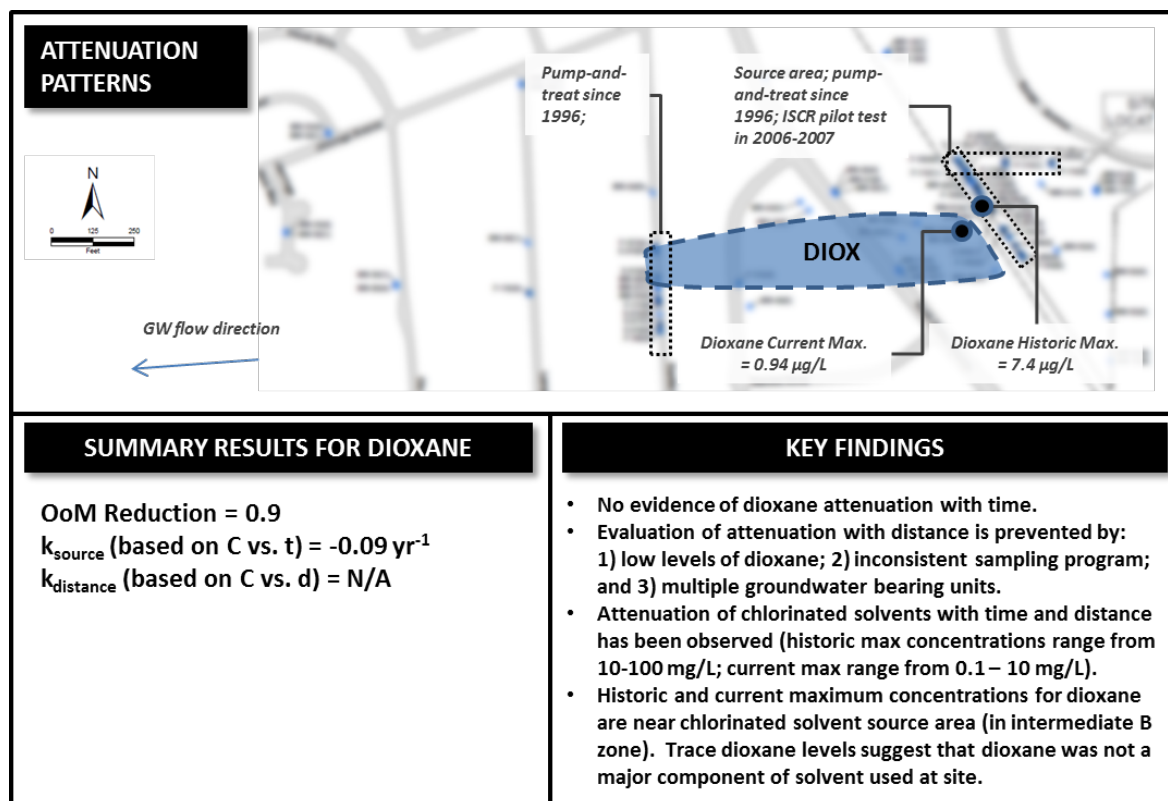 ATTENUATION
PATTERNS
Pump-and-
treat since
1996;
Source area; pump-
and-treat since
1996; ISCR pilot test
in 2006-2007
N
0 125 250
Feet
DIOX
GW flow direction
Dioxane Current Max.
= 0.94 µg/L
Dioxane Historic Max.
= 7.4 µg/L
SUMMARY RESULTS FOR DIOXANE
OoM Reduction = 0.9
ksource (based on C vs. t) = -0.09 yr-1
kdistance (based on C vs. d) = N/A
KEY FINDINGS
• No evidence of dioxane attenuation with time.
• Evaluation of attenuation with distance is prevented by:
1) low levels of dioxane; 2) inconsistent sampling program;
and 3) multiple groundwater bearing units.
• Attenuation of chlorinated solvents with time and distance
has been observed (historic max concentrations range from
10-100 mg/L; current max range from 0.1 – 10 mg/L).
• Historic and current maximum concentrations for dioxane
are near chlorinated solvent source area (in intermediate B
zone). Trace dioxane levels suggest that dioxane was not a
major component of solvent used at site.